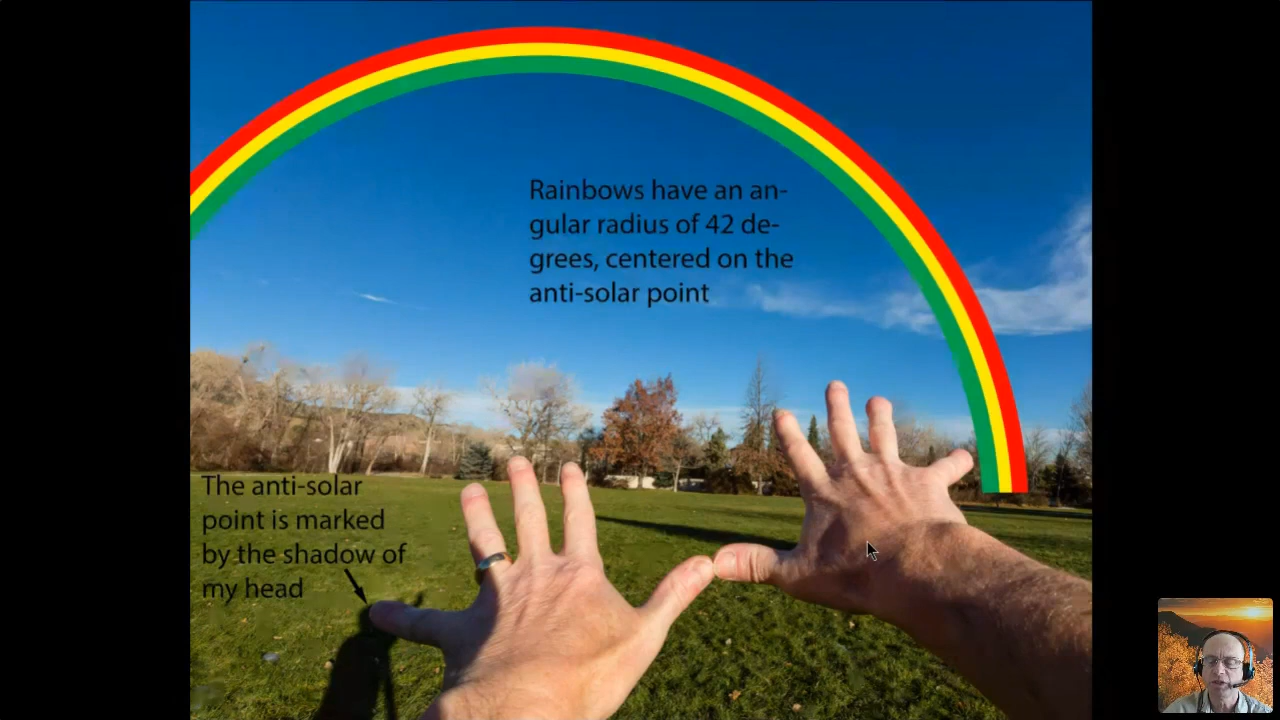 Rainbows have an an-
gular radius of 42 de-
grees, centered on the
anti-solar point
The anti-solar
point is marked
by the shadow of
my head